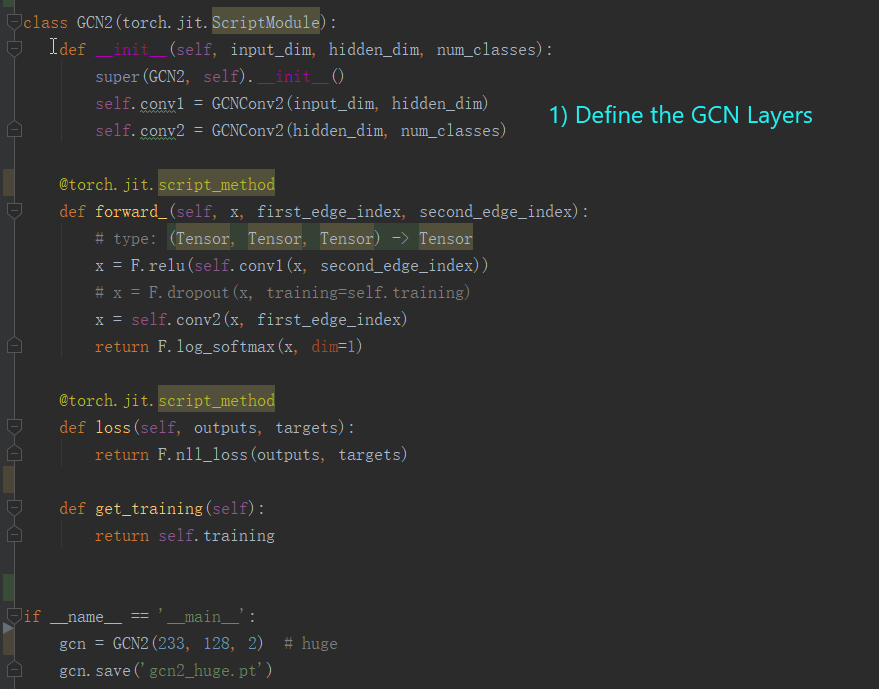 class GCN2(torch.jit.ScriptModule):
def __init__(self, input_dim, hidden_dim, num_classes):
super(GCN2, self).__init__()
self.conv1 = GCNConv2(input_dim, hidden_dim)
1) Define the GCN Layers
self.conv2 = GCNConv2(hidden_dim, num_classes)
@torch.jit.script_method
def forward_(self, x, first_edge_index, second_edge_index):
# type: (Tensor, Tensor, Tensor) -> Tensor
x = F.relu(self.conv1(x, second_edge_index))
# x = F.dropout(x, training=self.training)
x = self.conv2(x, first_edge_index)
return F.log_softmax(x, dim=1)
@torch.jit.script_method
def loss(self, outputs, targets):
return F.nll_loss(outputs, targets)
def get_training(self):
return self.training
if __name__ == '__main__':
gcn = GCN2(233, 128, 2)  # huge
gcn.save('gcn2_huge.pt')